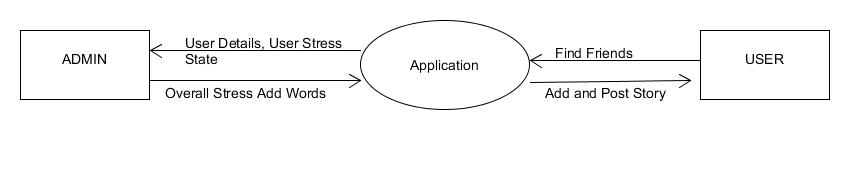 ADMIN
User Details, User Stress
State
Overall Stress Add Words
Application
Find Friends
Add and Post Story
USER